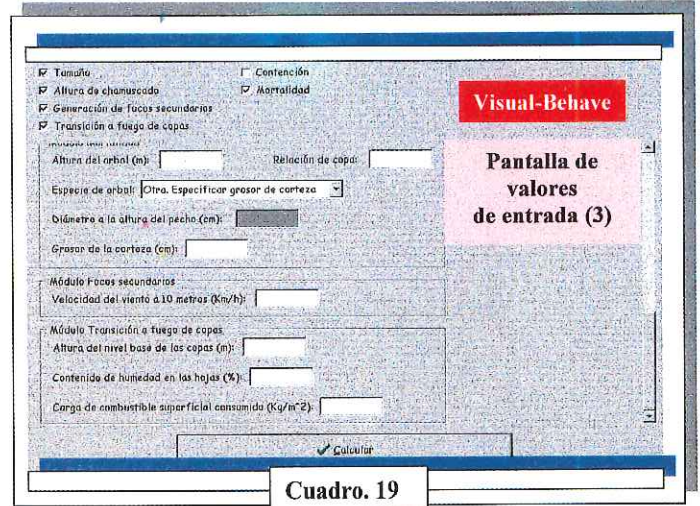 Tamaño
Contención
Altura de chamuscado
Mortalidad
Generación de focos secundarios
Transición a fuego de copas
Visual-Behave
Pantalla de
valores
de entrada (3)
Módulo Mortalidad
Altura del arbol (m):
Relación de copa:
Especie de arbol: Otra. Especificar grosor de corteza
Diámetro a la altura del pecho (cm):
Grosor de la corteza (cm):
Módulo Focos secundarios
Velocidad del viento a 10 metros (Km/h):
Módulo Transición a fuego de copas
Altura del nivel base de las copas (m):
Contenido de humedad en las hojas (%):
Carga de combustible superficial consumida (Kg/m^2):
Calcular
Cuadro. 19